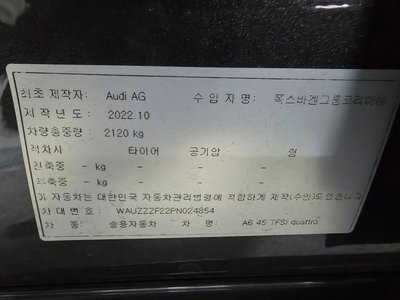 최초 제작자: Audi AG 수 입 자 명: 폭스바겐그룹코리아㈜
제 작 년 도: 2022.10
차량총중량: 2120 kg
적차시 타이어 공기압 형
전축중 - kg - -
후축중 - kg - -
이 자동차는 대한민국 자동차관리법령에 적합하게 제작(수입)되었습니다
차 대 번 호: WAUZZZF22PN024854
차 종: 승용자동차 차 명: A6 45 TFSI quattro